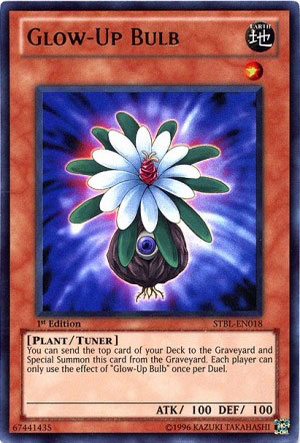 GLOW-UP BULB
EARTH
地
1st Edition
STBL-EN018
[PLANT/TUNER]
You can send the top card of your Deck to the Graveyard and
Special Summon this card from the Graveyard. Each player can
only use the effect of "Glow-Up Bulb" once per Duel.
ATK/ 100 DEF/ 100
67441435
©1996 KAZUKI TAKAHASHI